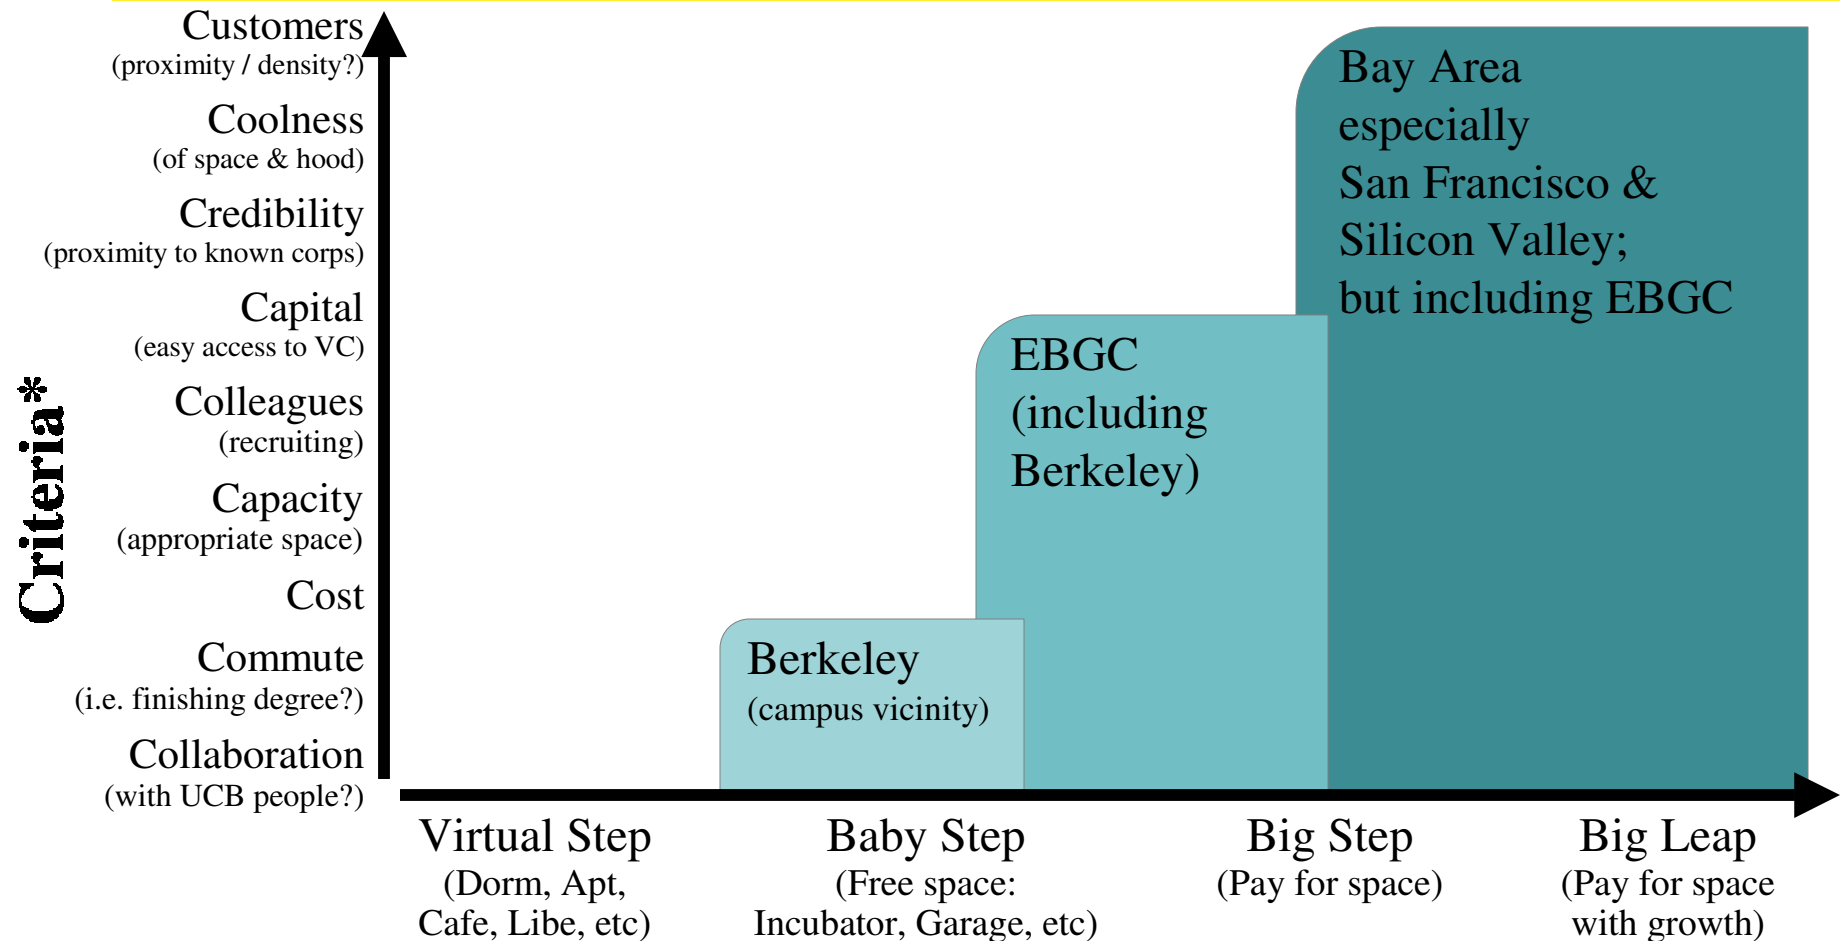 Customers
(proximity / density?)
Coolness
(of space & hood)
Credibility
(proximity to known corps)
Capital
(easy access to VC)
Colleagues
(recruiting)
Capacity
(appropriate space)
Cost
Commute
(i.e. finishing degree?)
Collaboration
(with UCB people?)
Criteria*
Berkeley
(campus vicinity)
EBGC
(including
Berkeley)
Bay Area
especially
San Francisco &
Silicon Valley;
but including EBGC
Virtual Step
(Dorm, Apt,
Cafe, Libe, etc)
Baby Step
(Free space:
Incubator, Garage, etc)
Big Step
(Pay for space)
Big Leap
(Pay for space
with growth)